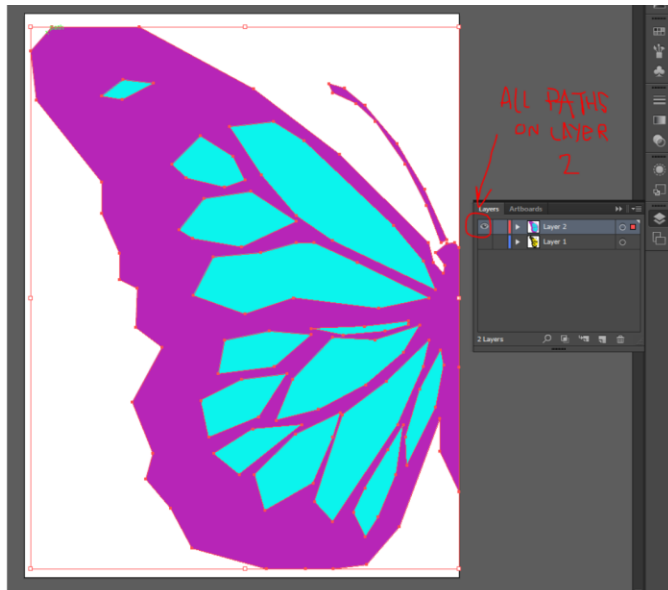 ALL PATHS
ON LAYER
2
Layers Artboards
Layer 2
Layer 1
2 Layers